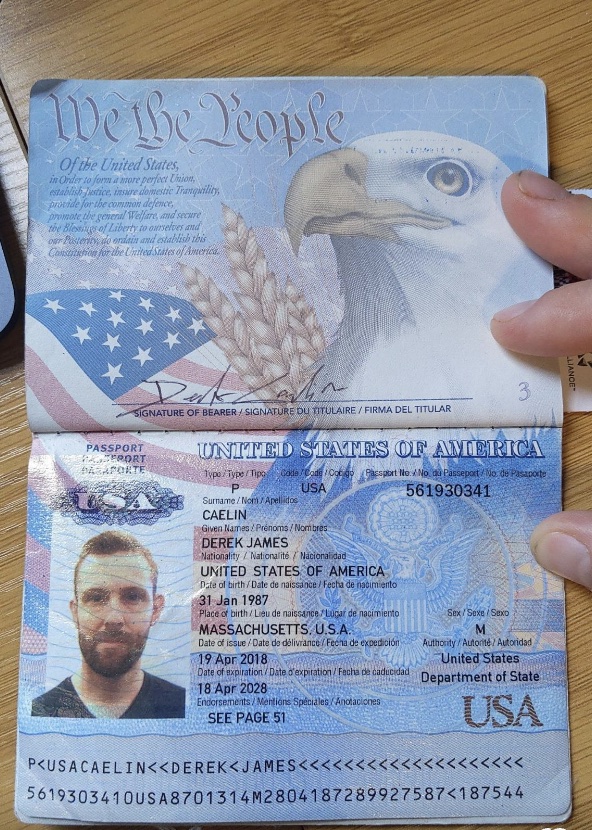 We the People
Of the United States,
in Order to form a more perfect Union,
establish Justice, insure domestic Tranquility,
provide for the common defence,
promote the general Welfare, and secure
the Blessings of Liberty to ourselves and
our Posterity, do ordain and establish this
Constitution for the United States of America.
Derek Caelin
SIGNATURE OF BEARER / SIGNATURE DU TITULAIRE / FIRMA DEL TITULAR
3
PASSPORT
PASSEPORT
PASAPORTE
USA
UNITED STATES OF AMERICA
Type / Type / Tipo Code / Code / Codigo Passport No. / No. du Passeport / No. de Pasaporte
P USA 561930341
Surname / Nom / Apellidos
CAELIN
Given Names / Prénoms / Nombres
DEREK JAMES
Nationality / Nationalité / Nacionalidad
UNITED STATES OF AMERICA
Date of birth / Date de naissance / Fecha de nacimiento
31 Jan 1987
Place of birth / Lieu de naissance / Lugar de nacimiento Sex / Sexe / Sexo
MASSACHUSETTS, U.S.A. M
Date of issue / Date de délivrance / Fecha de expedición Authority / Autorité / Autoridad
19 Apr 2018 United States
Date of expiration / Date d'expiration / Fecha de caducidad Department of State
18 Apr 2028
Endorsements / Mentions Spéciales / Anotaciones
SEE PAGE 51
USA
P<USACAELIN<<DEREK<JAMES<<<<<<<<<<<<<<<<<<<<
5619303410USA8701314M2804187289927587<187544